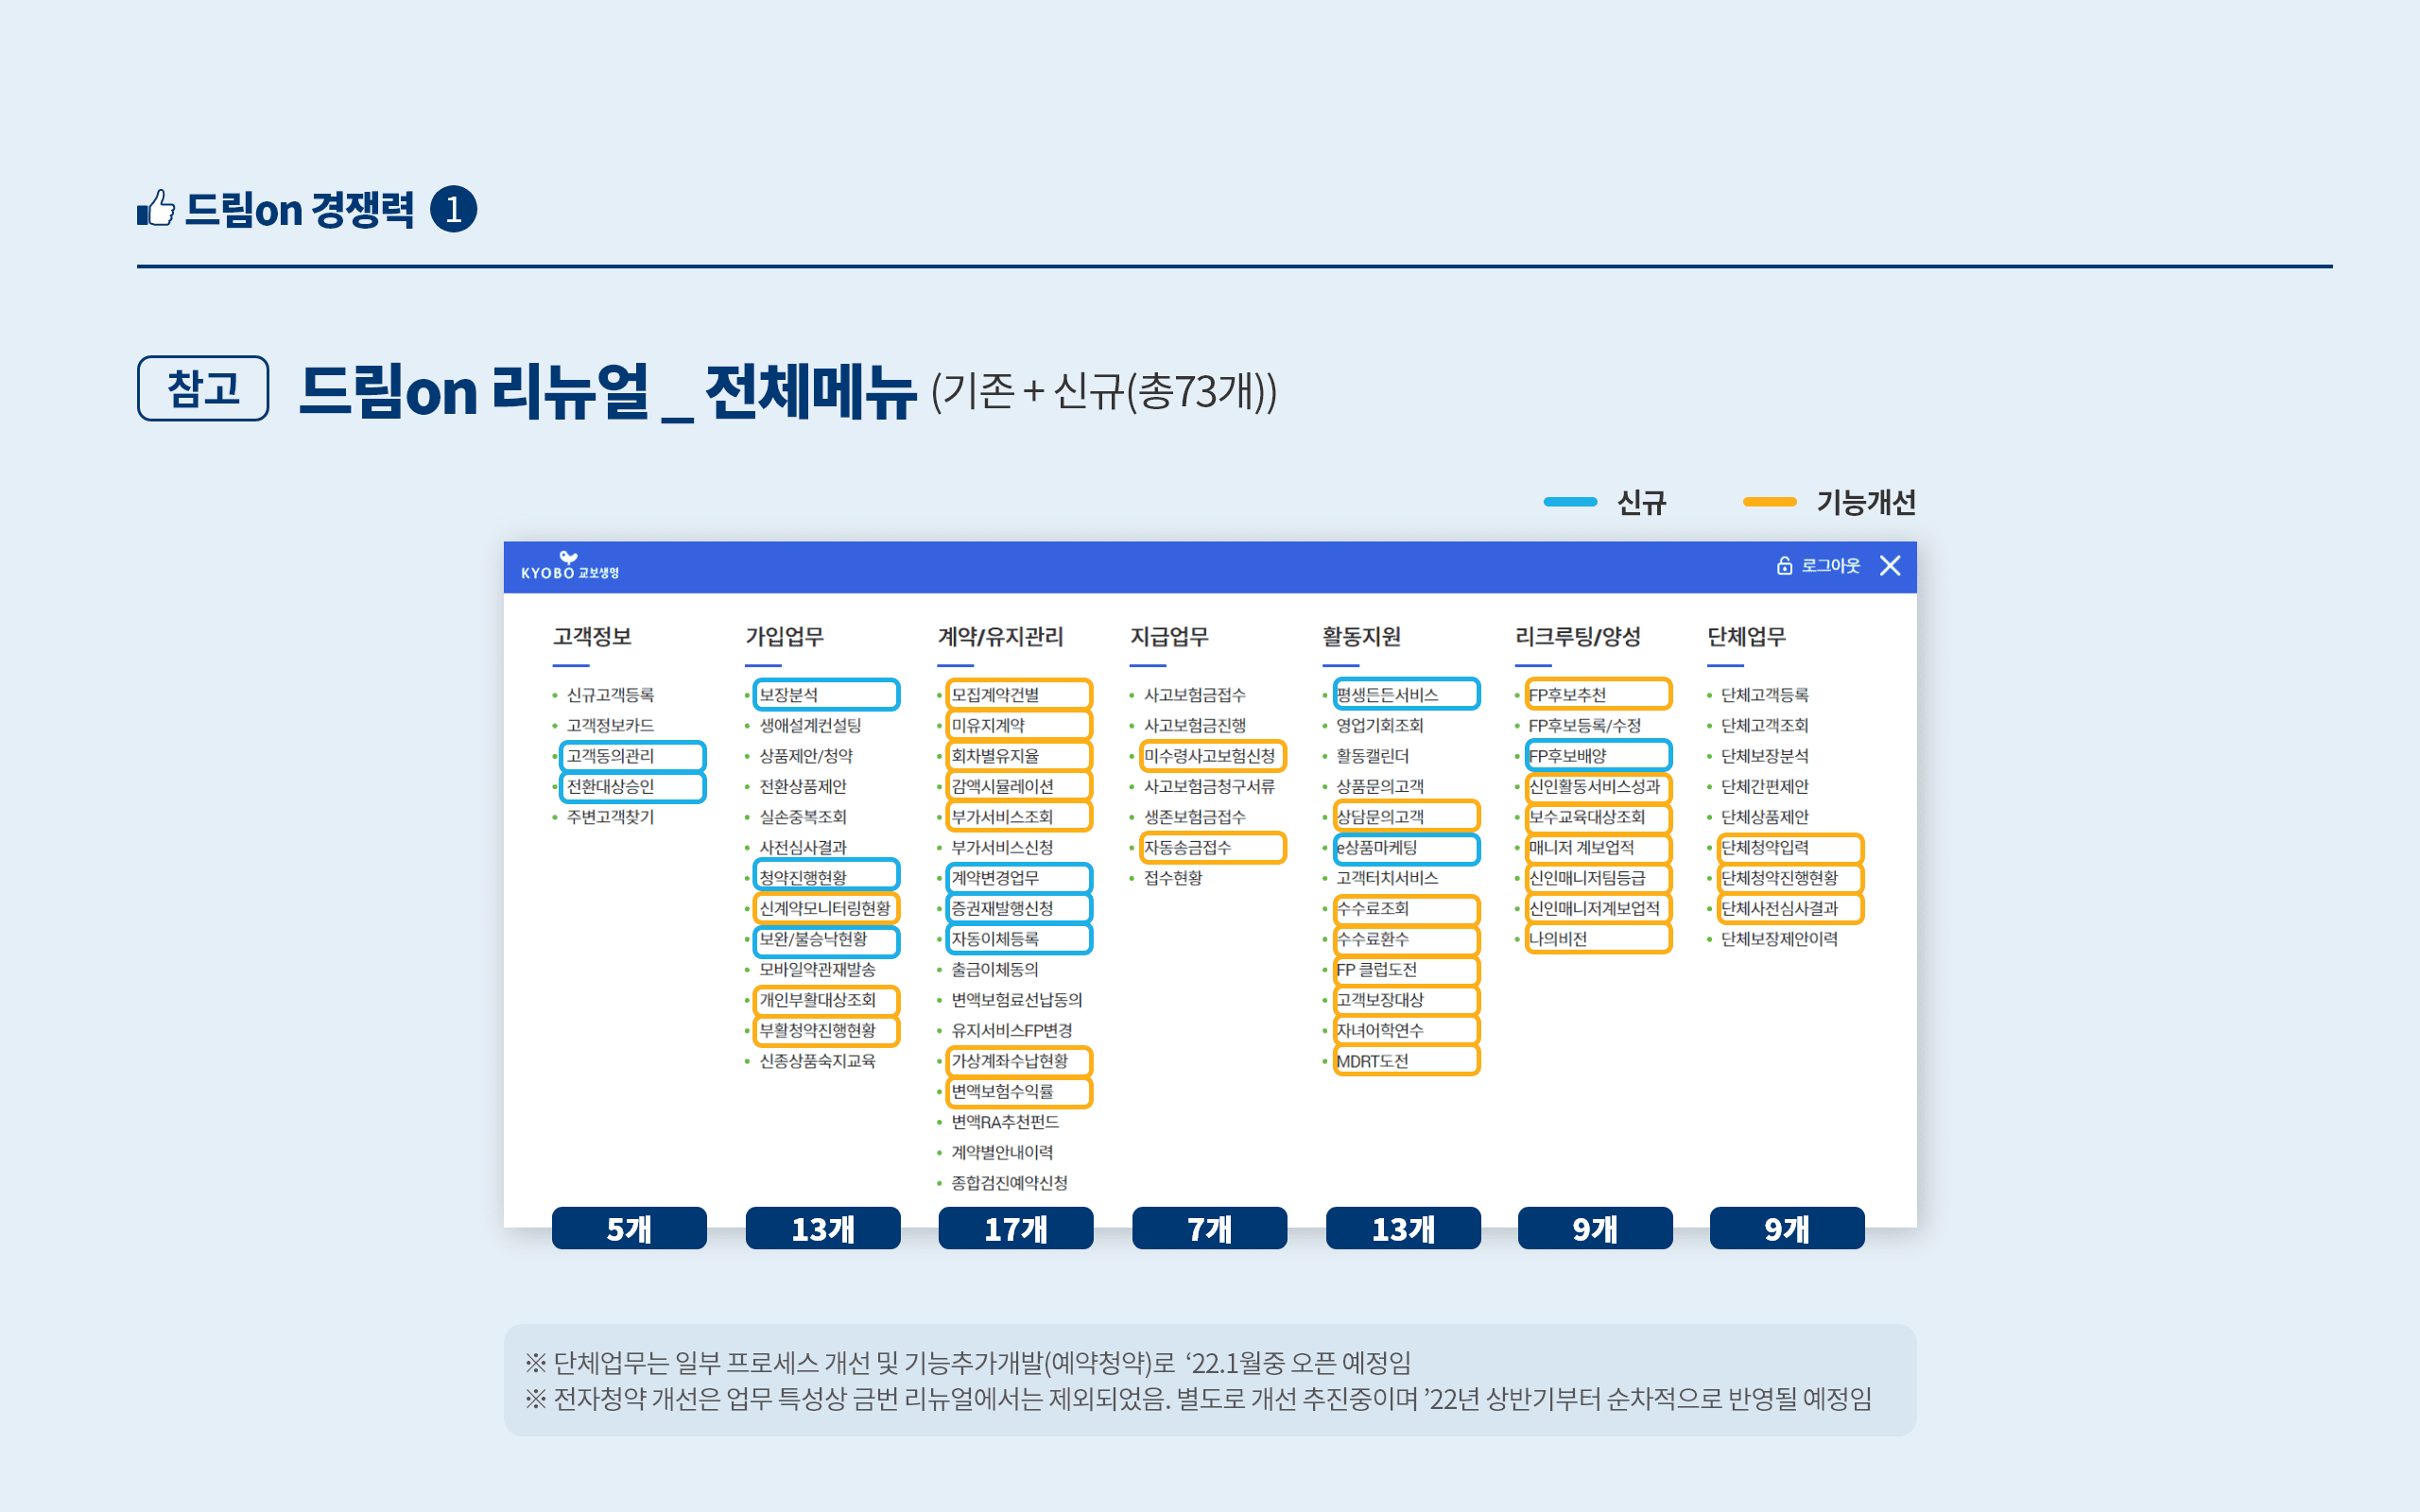 드림on 경쟁력 1
참고 드림on 리뉴얼 _ 전체메뉴 (기존 + 신규(총73개))
신규 기능개선
KYOBO 교보생명 로그아웃
고객정보
신규고객등록
고객정보카드
고객동의관리
전환대상승인
주변고객찾기
5개
가입업무
보장분석
생애설계컨설팅
상품제안/청약
전환상품제안
실손중복조회
사전심사결과
청약진행현황
신계약모니터링현황
보완/불승낙현황
모바일약관재발송
개인부활대상조회
부활청약진행현황
신종상품숙지교육
13개
계약/유지관리
모집계약건별
미유지계약
회차별유지율
감액시뮬레이션
부가서비스조회
부가서비스신청
계약변경업무
증권재발행신청
자동이체등록
출금이체동의
변액보험료선납동의
유지서비스FP변경
가상계좌수납현황
변액보험수익률
변액RA추천펀드
계약별안내이력
종합검진예약신청
17개
지급업무
사고보험금접수
사고보험금진행
미수령사고보험신청
사고보험금청구서류
생존보험금접수
자동송금접수
접수현황
7개
활동지원
평생든든서비스
영업기회조회
활동캘린더
상품문의고객
상담문의고객
e상품마케팅
고객터치서비스
수수료조회
수수료환수
FP 클럽도전
고객보장대상
자녀어학연수
MDRT도전
13개
리크루팅/양성
FP후보추천
FP후보등록/수정
FP후보배양
신인활동서비스성과
보수교육대상조회
매니저 계보업적
신인매니저팀등급
신인매니저계보업적
나의비전
9개
단체업무
단체고객등록
단체고객조회
단체보장분석
단체간편제안
단체상품제안
단체청약입력
단체청약진행현황
단체사전심사결과
단체보장제안이력
9개
※ 단체업무는 일부 프로세스 개선 및 기능추가개발(예약청약)로 ‘22.1월중 오픈 예정임
※ 전자청약 개선은 업무 특성상 금번 리뉴얼에서는 제외되었음. 별도로 개선 추진중이며 ’22년 상반기부터 순차적으로 반영될 예정임